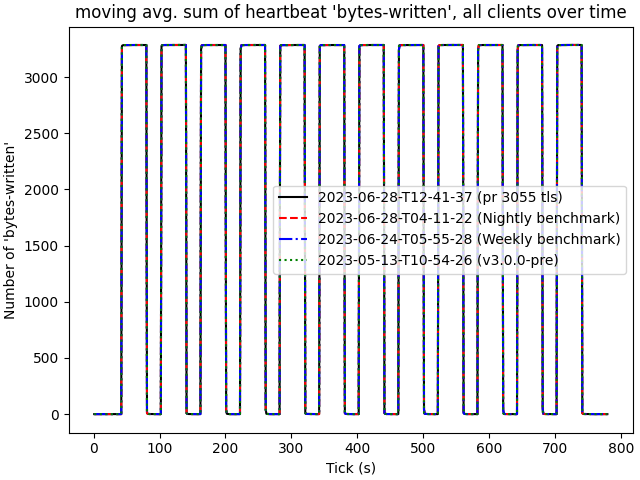 moving avg. sum of heartbeat 'bytes-written', all clients over time
Number of 'bytes-written'
3000
2500
2000
1500
1000
500
0
2023-06-28-T12-41-37 (pr 3055 tls)
2023-06-28-T04-11-22 (Nightly benchmark)
2023-06-24-T05-55-28 (Weekly benchmark)
2023-05-13-T10-54-26 (v3.0.0-pre)
0 100 200 300 400 500 600 700 800
Tick (s)